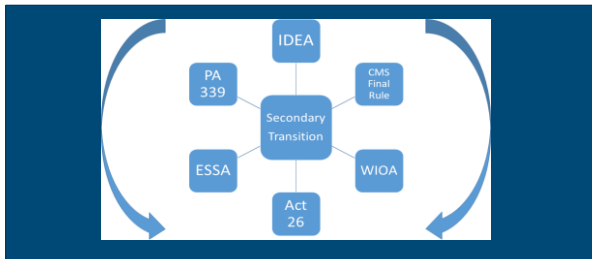 IDEA
PA
339
CMS
Final
Rule
Secondary
Transition
ESSA
WIOA
Act
26